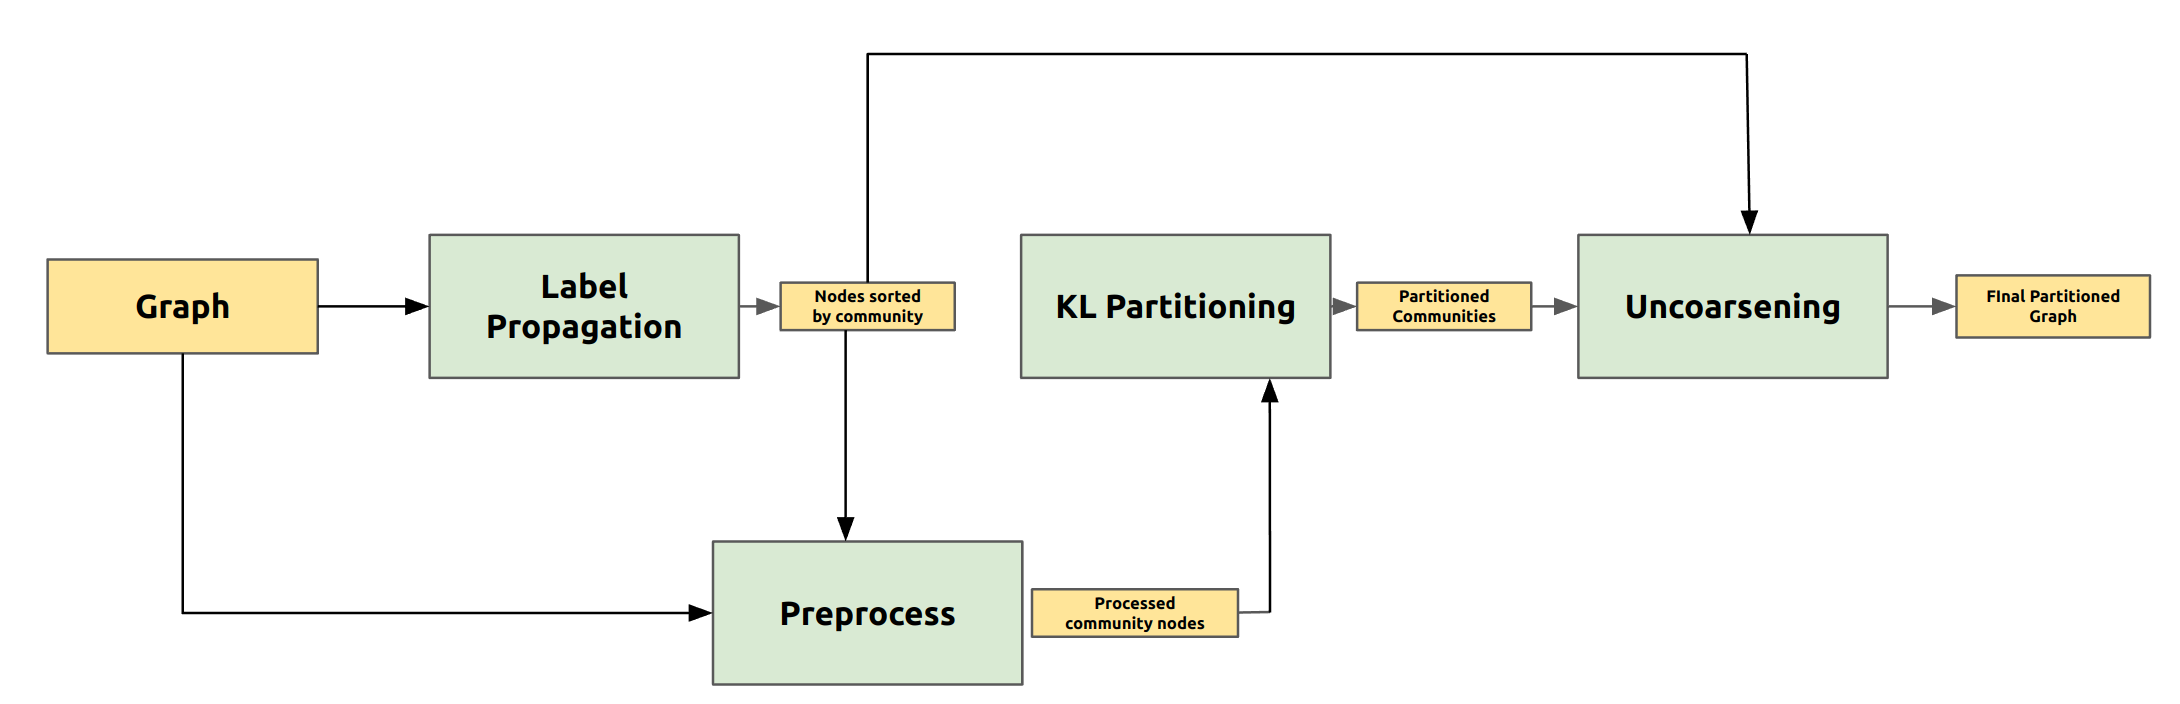 Graph
Label
Propagation
Nodes sorted
by community
KL Partitioning
Partitioned
Communities
Uncoarsening
FInal Partitioned
Graph
Preprocess
Processed
community nodes